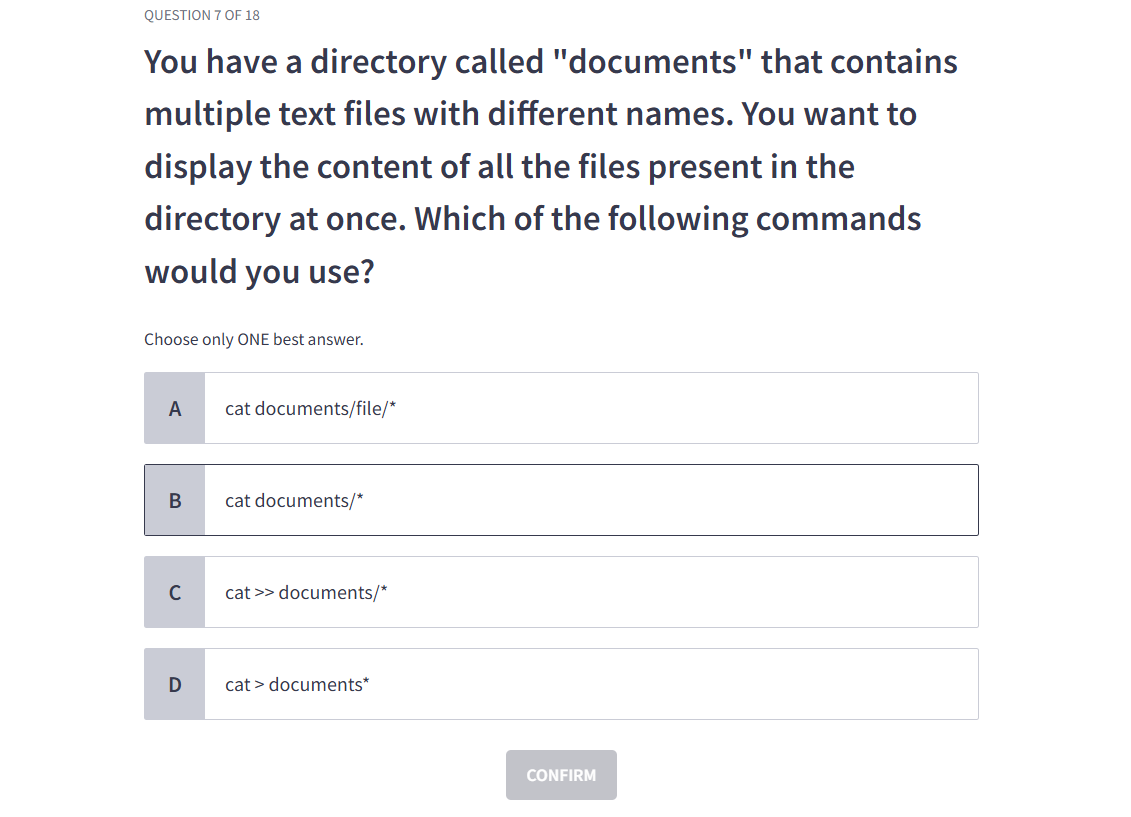 QUESTION 7 OF 18
You have a directory called "documents" that contains
multiple text files with different names. You want to
display the content of all the files present in the
directory at once. Which of the following commands
would you use?
Choose only ONE best answer.
A cat documents/file/*
B cat documents/*
C cat >> documents/*
D cat > documents*
CONFIRM